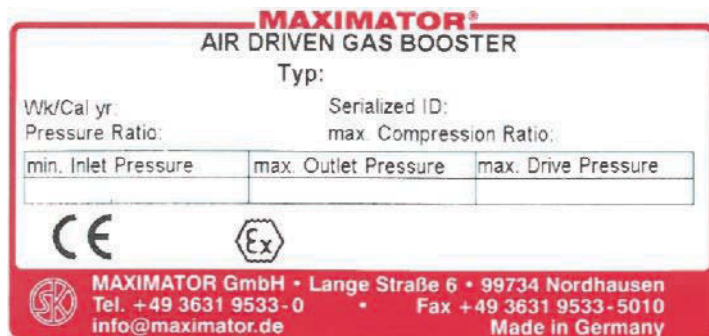 MAXIMATOR®
AIR DRIVEN GAS BOOSTER
Typ:
Wk/Cal yr: Serialized ID:
Pressure Ratio: max. Compression Ratio:
min. Inlet Pressure max. Outlet Pressure max. Drive Pressure
CE Ex
SK MAXIMATOR GmbH • Lange Straße 6 • 99734 Nordhausen
Tel. +49 3631 9533-0 • Fax +49 3631 9533-5010
info@maximator.de Made in Germany